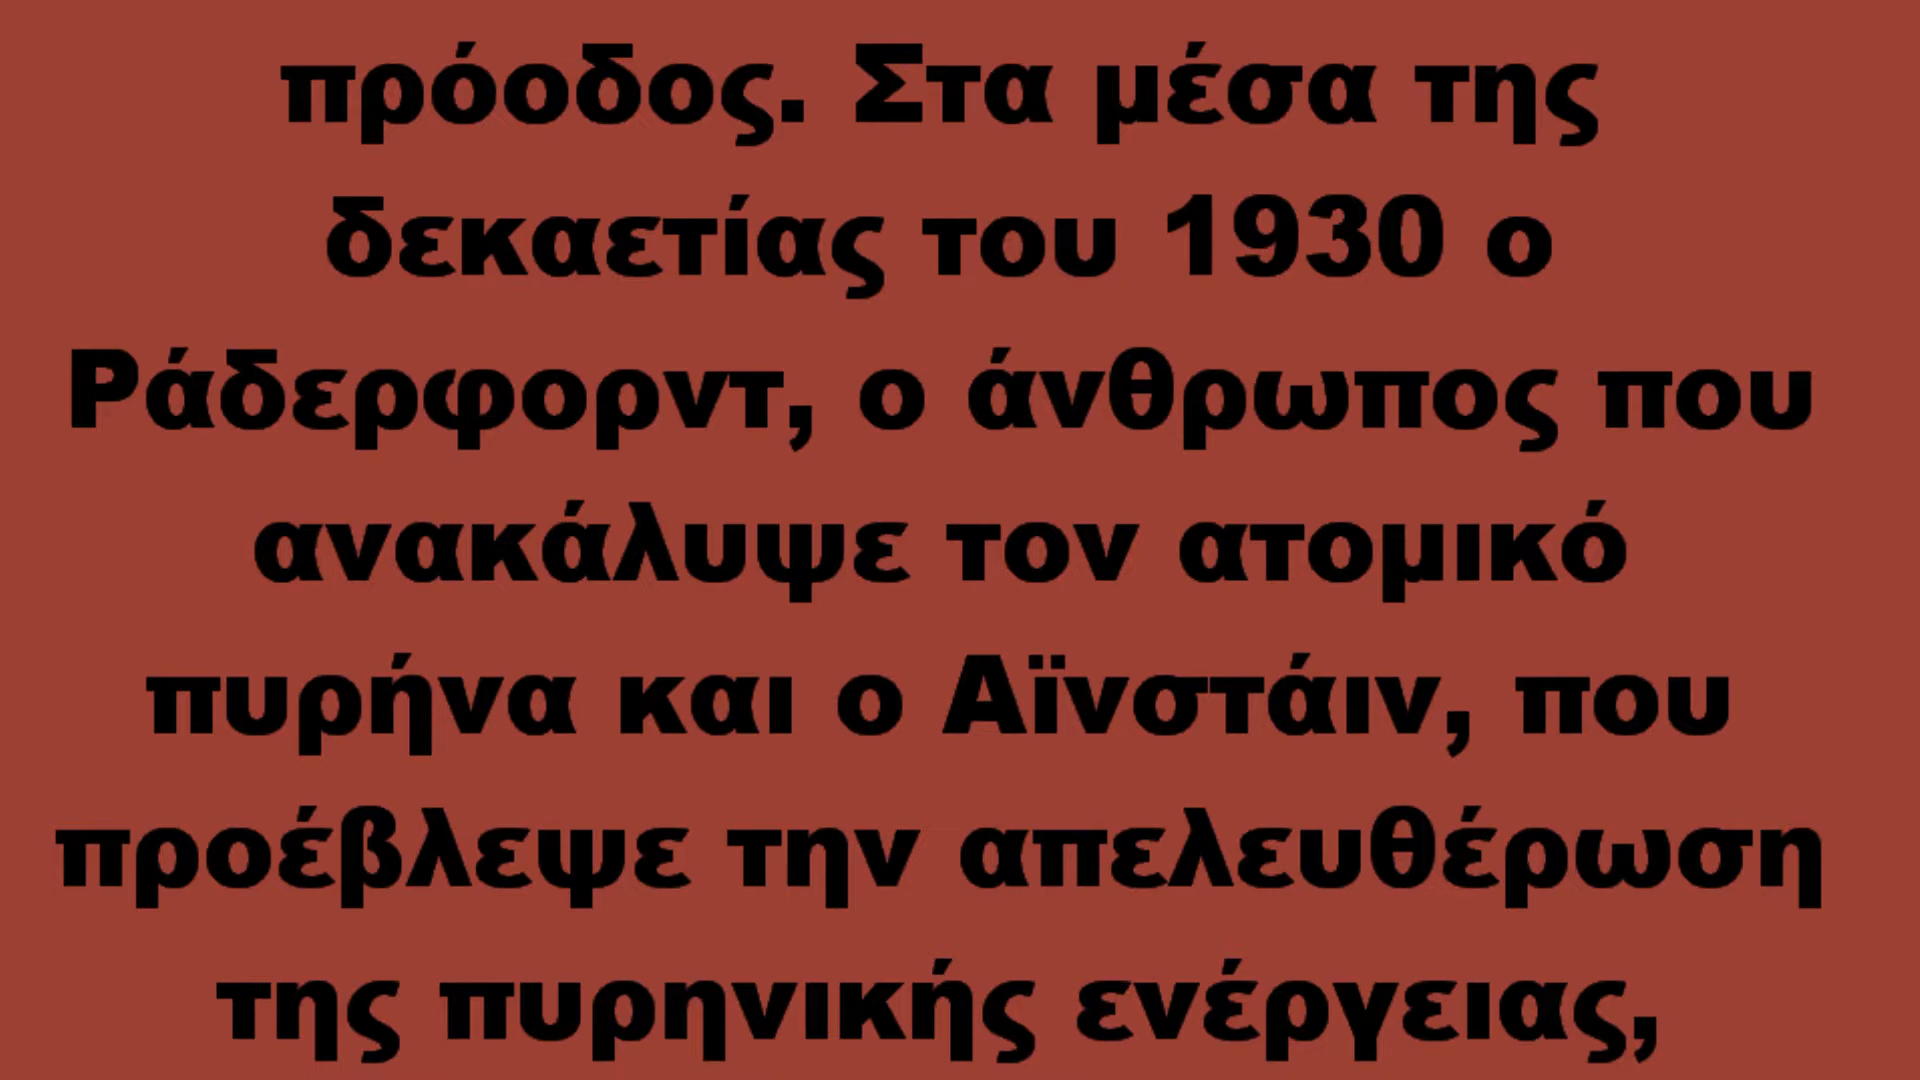 πρόοδος. Στα μέσα της
δεκαετίας του 1930 ο
Ράδερφορντ, ο άνθρωπος που
ανακάλυψε τον ατομικό
πυρήνα και ο Αϊνστάιν, που
προέβλεψε την απελευθέρωση
της πυρηνικής ενέργειας,